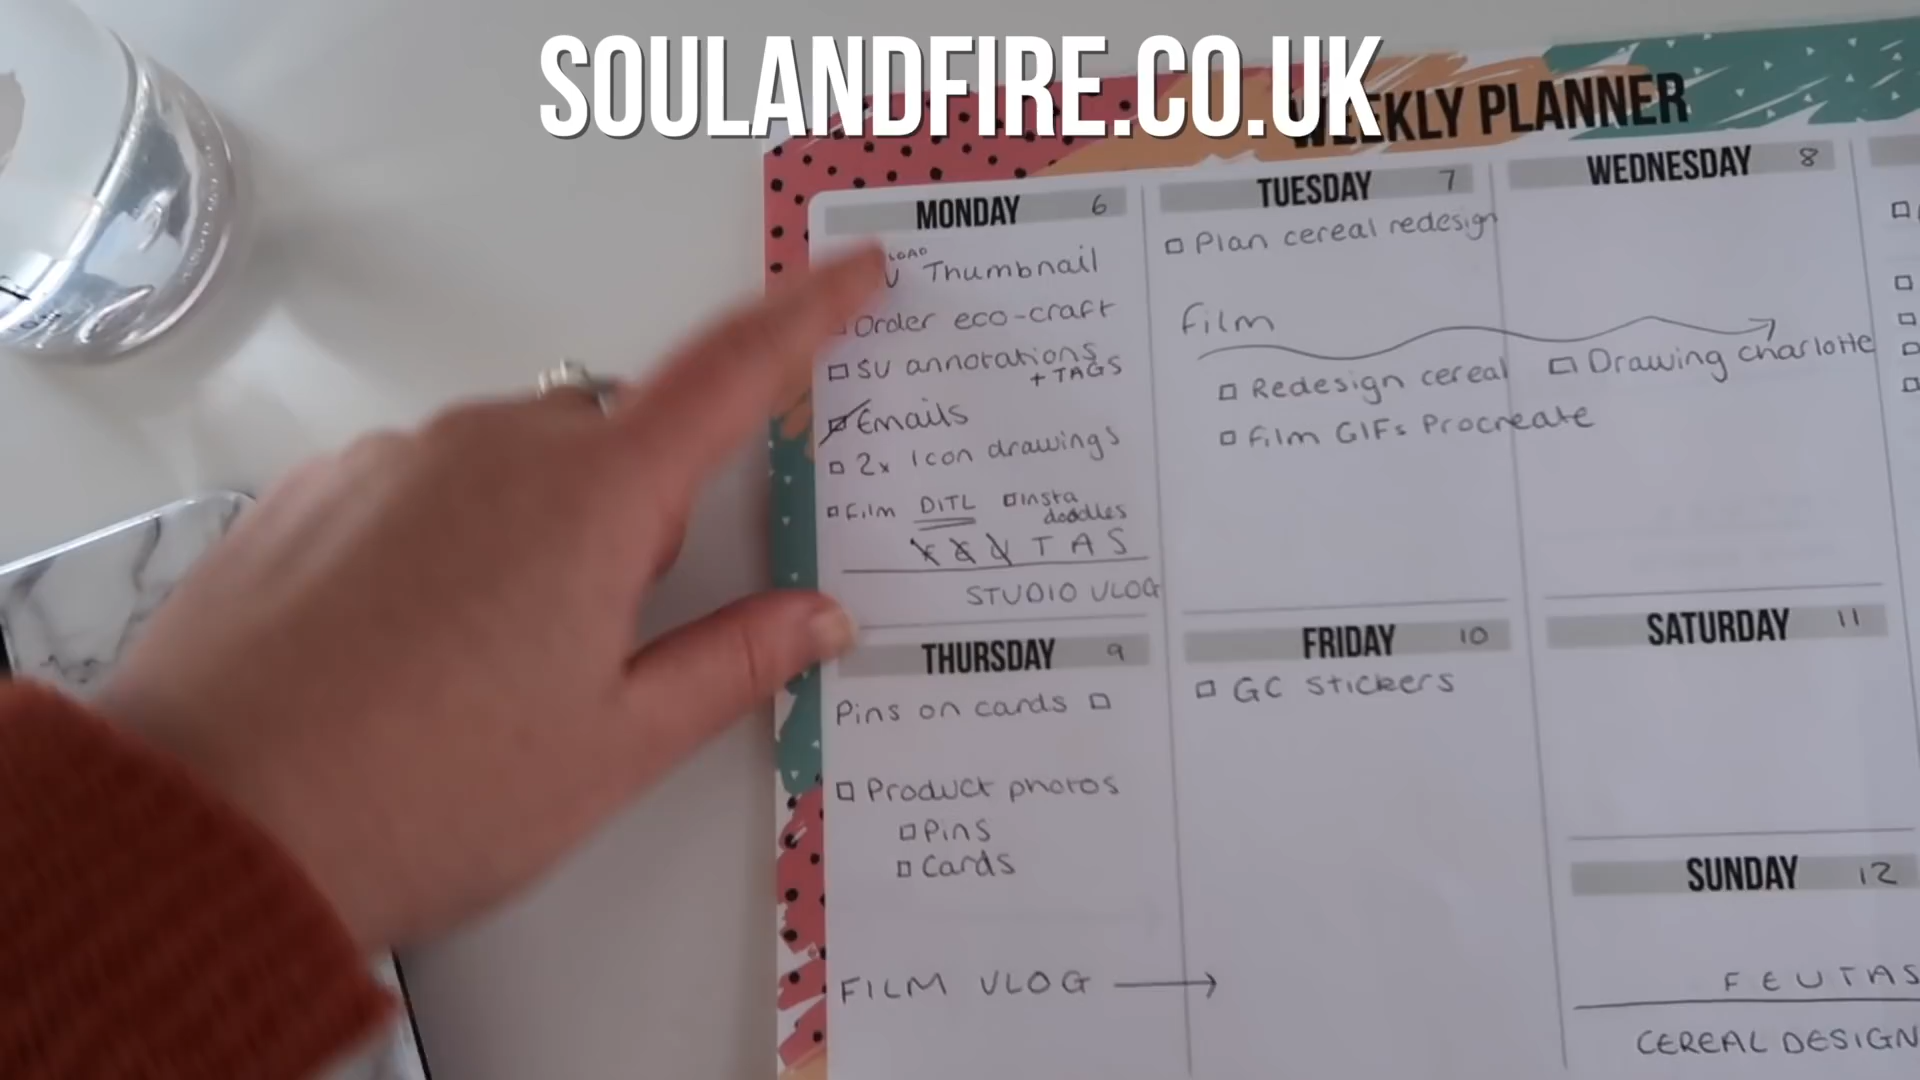 SOULANDFIRE.CO.UK
WEEKLY PLANNER
MONDAY 6
Thumbnail
Order eco-craft
SV annotations
+ TAGS
Emails
2x Icon drawings
Film DITL Insta
doodles
T A S
STUDIO VLOG
TUESDAY 7
Plan cereal redesign
Film
Redesign cereal
Film GIFs Procreate
WEDNESDAY 8
Drawing charlotte
THURSDAY 9
Pins on cards
Product photos
Pins
Cards
FILM VLOG
FRIDAY 10
GC Stickers
SATURDAY 11
SUNDAY 12
F E U T A S
CEREAL DESIGN